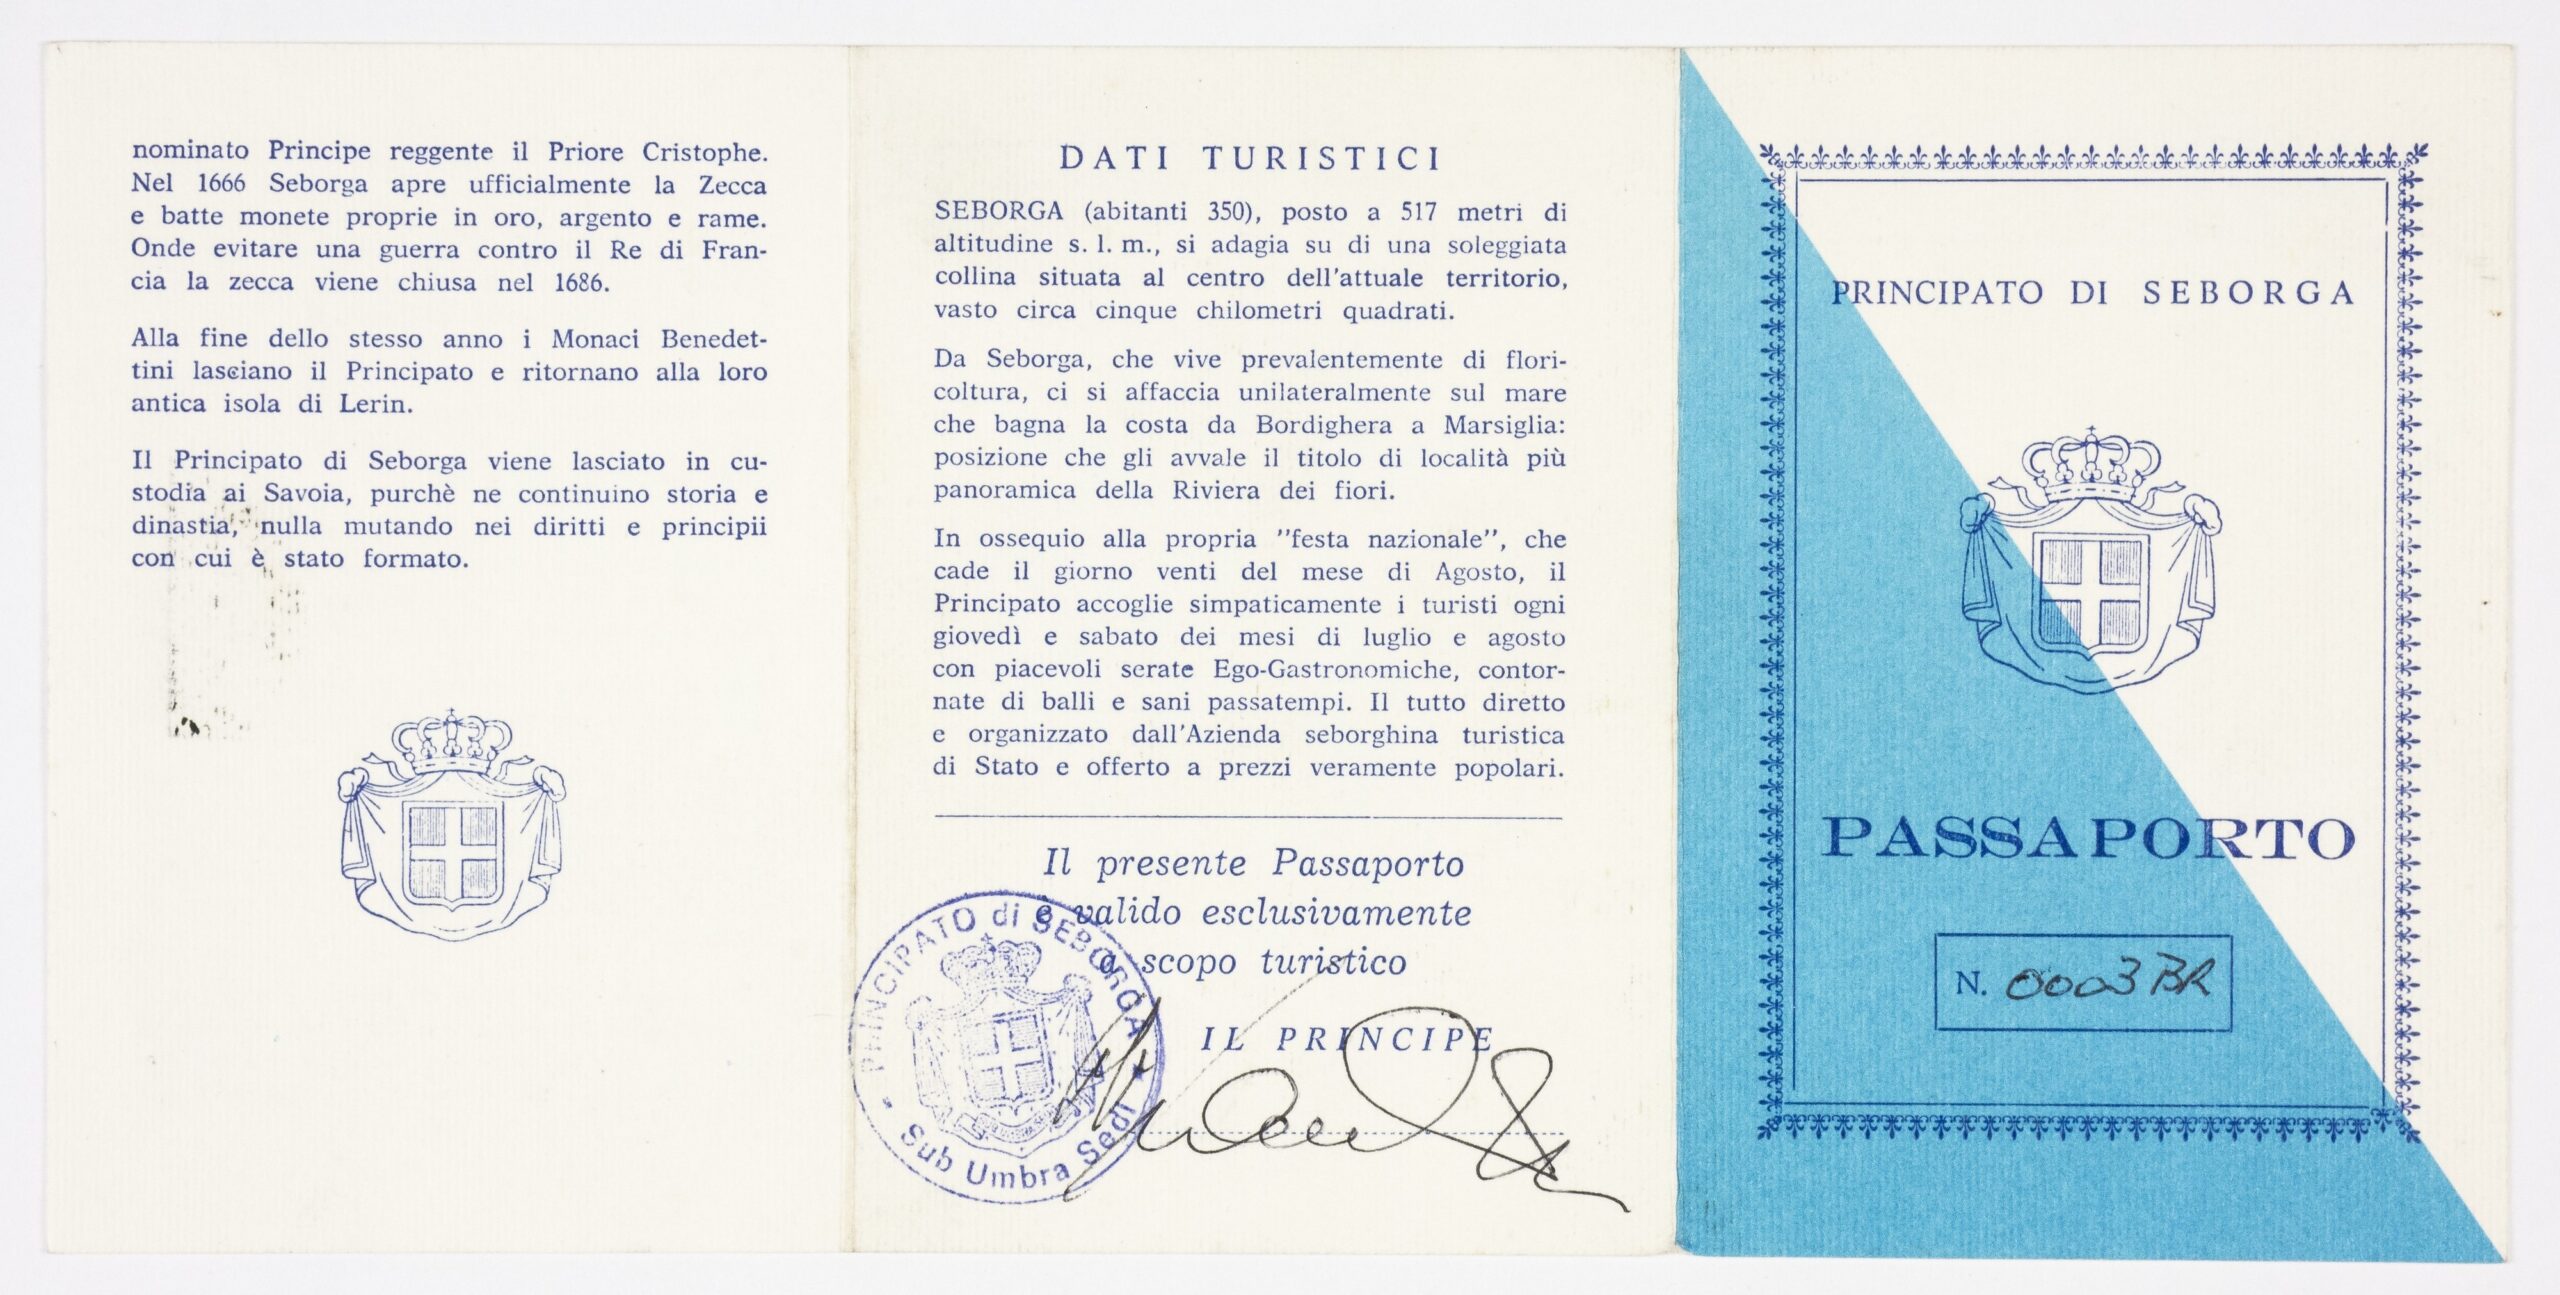 nominato Principe reggente il Priore Cristophe.
Nel 1666 Seborga apre ufficialmente la Zecca
e batte monete proprie in oro, argento e rame.
Onde evitare una guerra contro il Re di Fran-
cia la zecca viene chiusa nel 1686.
Alla fine dello stesso anno i Monaci Benedet-
tini lasciano il Principato e ritornano alla loro
antica isola di Lerin.
Il Principato di Seborga viene lasciato in cu-
stodia ai Savoia, purchè ne continuino storia e
dinastia, nulla mutando nei diritti e principii
con cui è stato formato.
DATI TURISTICI
SEBORGA (abitanti 350), posto a 517 metri di
altitudine s. l. m., si adagia su di una soleggiata
collina situata al centro dell'attuale territorio,
vasto circa cinque chilometri quadrati.
Da Seborga, che vive prevalentemente di flori-
coltura, ci si affaccia unilateralmente sul mare
che bagna la costa da Bordighera a Marsiglia:
posizione che gli avvale il titolo di località più
panoramica della Riviera dei fiori.
In ossequio alla propria "festa nazionale", che
cade il giorno venti del mese di Agosto, il
Principato accoglie simpaticamente i turisti ogni
giovedì e sabato dei mesi di luglio e agosto
con piacevoli serate Ego-Gastronomiche, contor-
nate di balli e sani passatempi. Il tutto diretto
e organizzato dall'Azienda seborghina turistica
di Stato e offerto a prezzi veramente popolari.
Il presente Passaporto
è valido esclusivamente
a scopo turistico
IL PRINCIPE
PRINCIPATO di SEBORGA
Sub Umbra Sedi
PRINCIPATO DI SEBORGA
PASSAPORTO
N. 0003 BR